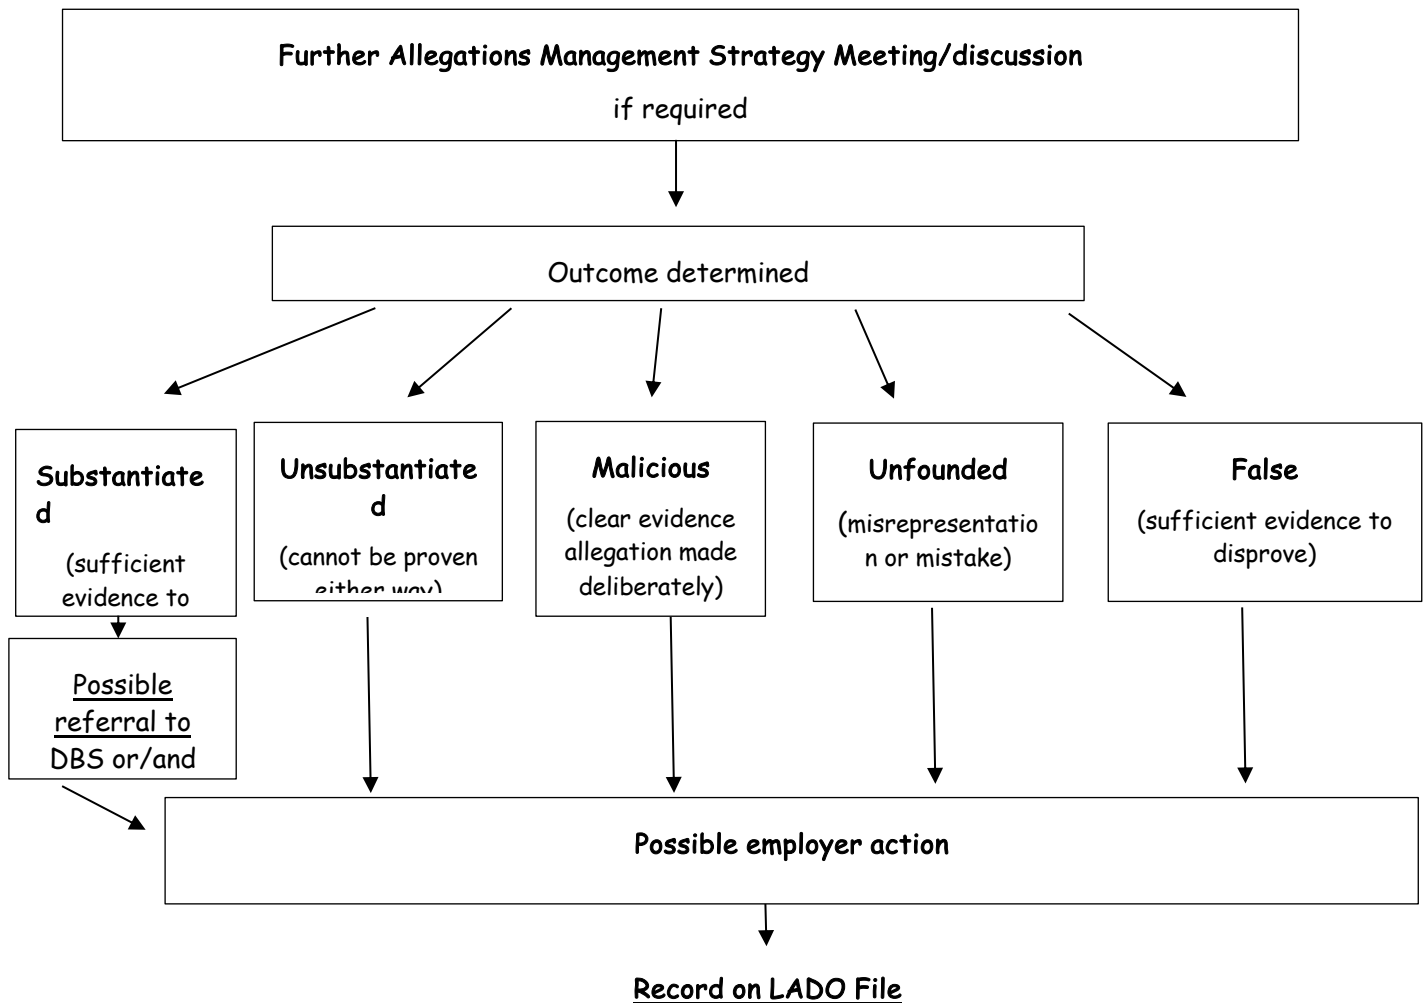 Further Allegations Management Strategy Meeting/discussion
if required
Outcome determined
Substantiate
d
(sufficient
evidence to
Unsubstantiate
d
(cannot be proven
either way)
Malicious
(clear evidence
allegation made
deliberately)
Unfounded
(misrepresentatio
n or mistake)
False
(sufficient evidence to
disprove)
Possible
referral to
DBS or/and
Possible employer action
Record on LADO File